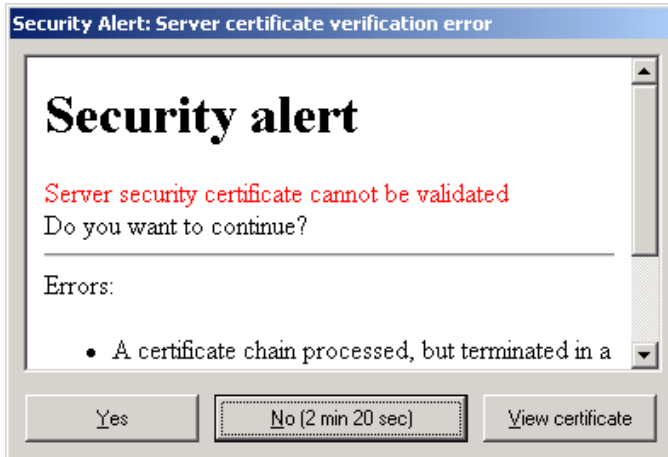 Security Alert: Server certificate verification error
Security alert
Server security certificate cannot be validated
Do you want to continue?
Errors:
• A certificate chain processed, but terminated in a
Yes
No (2 min 20 sec)
View certificate